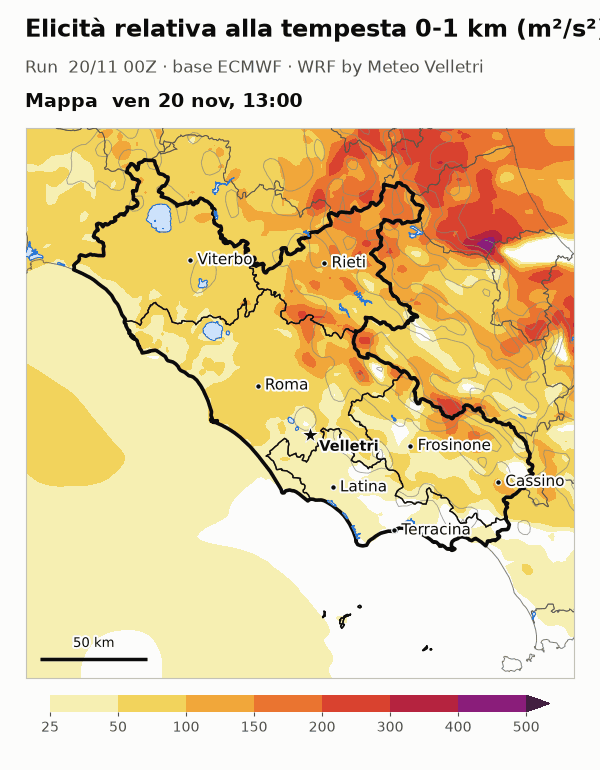 Elicità relativa alla tempesta 0-1 km (m²/s²)
Run  20/11 00Z · base ECMWF · WRF by Meteo Velletri
Mappa  ven 20 nov, 13:00
Viterbo
Rieti
Roma
Velletri
Frosinone
Cassino
Latina
Terracina
50 km
25 50 100 150 200 300 400 500